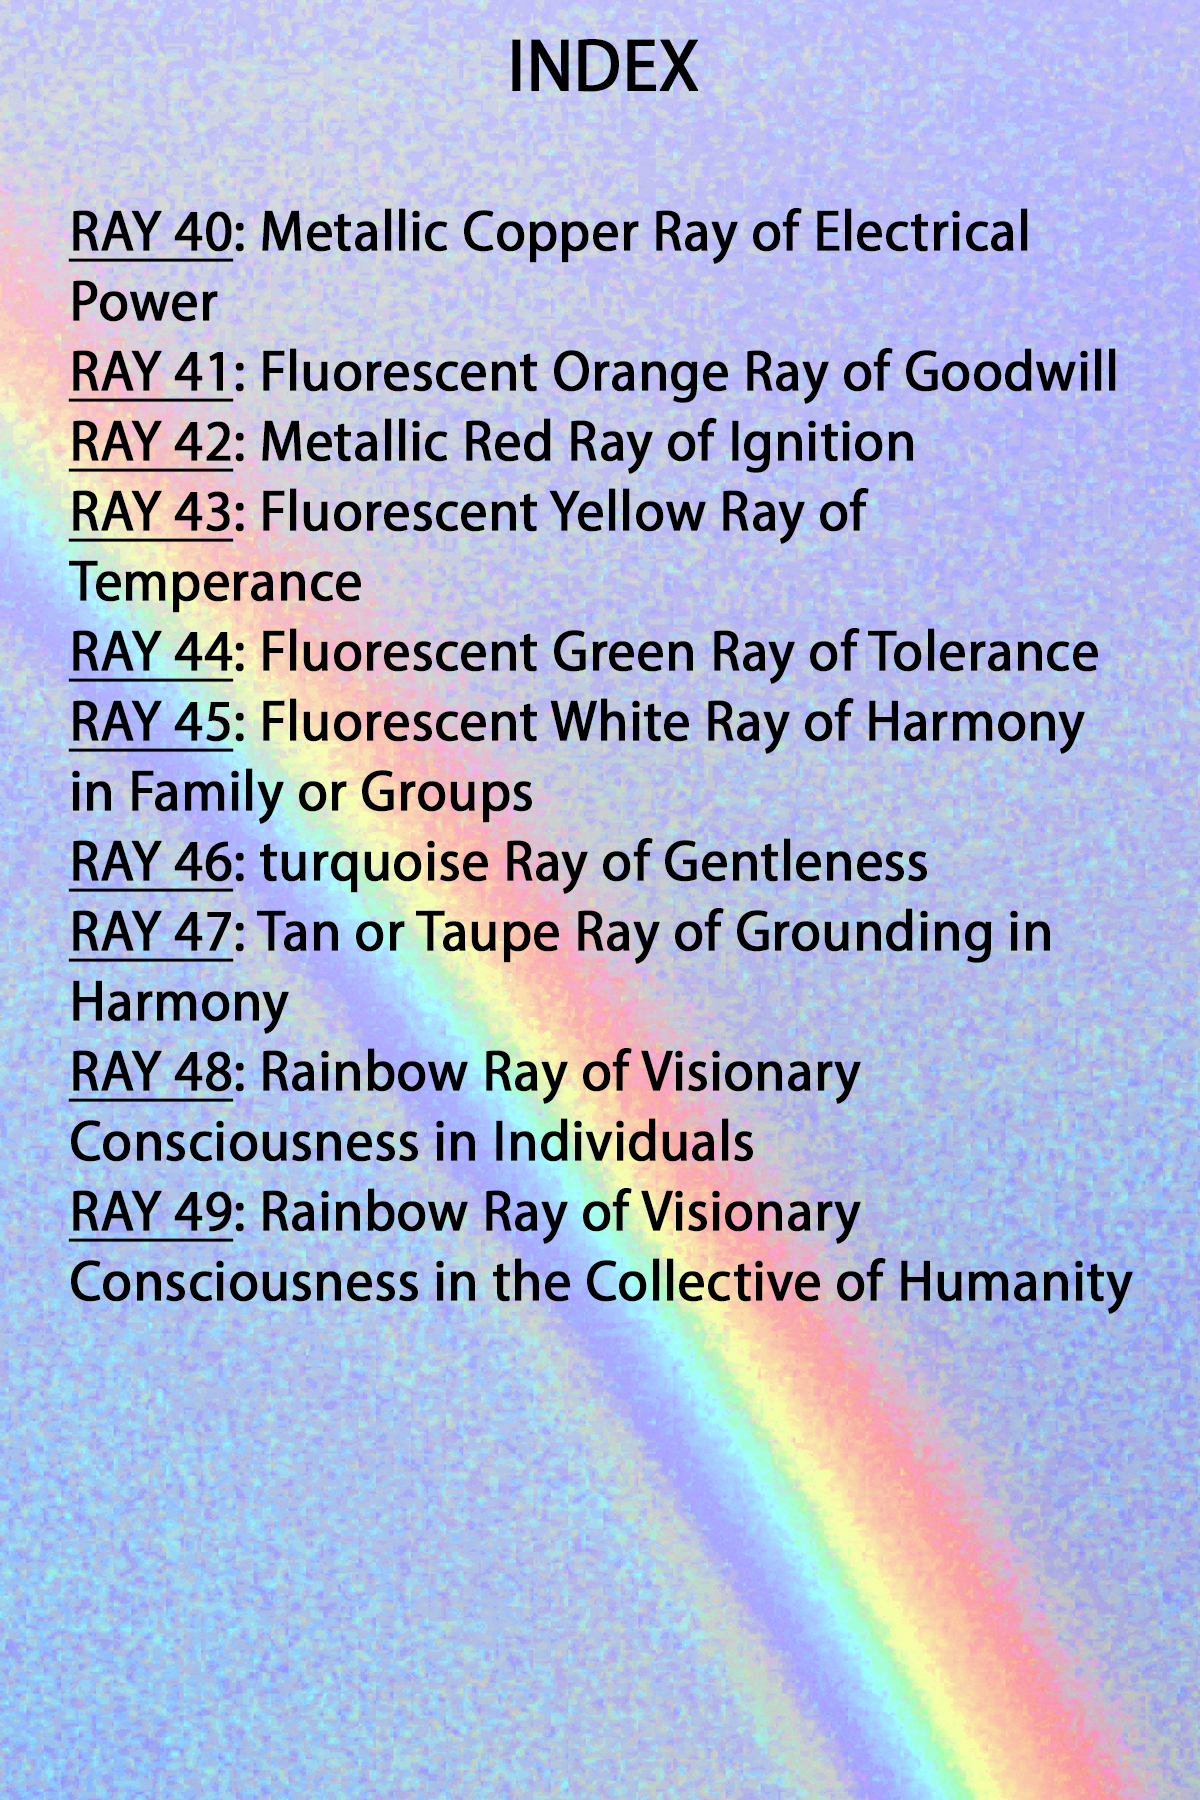 INDEX
RAY 40: Metallic Copper Ray of Electrical
Power
RAY 41: Fluorescent Orange Ray of Goodwill
RAY 42: Metallic Red Ray of Ignition
RAY 43: Fluorescent Yellow Ray of
Temperance
RAY 44: Fluorescent Green Ray of Tolerance
RAY 45: Fluorescent White Ray of Harmony
in Family or Groups
RAY 46: turquoise Ray of Gentleness
RAY 47: Tan or Taupe Ray of Grounding in
Harmony
RAY 48: Rainbow Ray of Visionary
Consciousness in Individuals
RAY 49: Rainbow Ray of Visionary
Consciousness in the Collective of Humanity